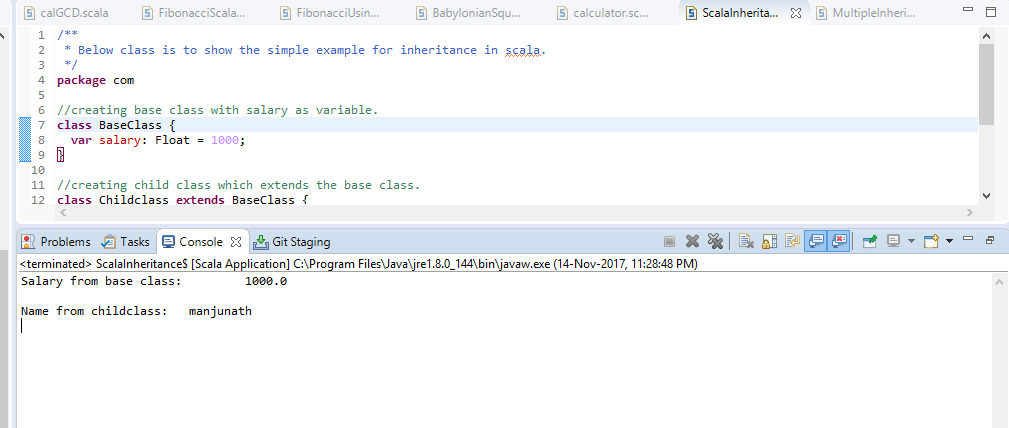 calGCD.scala FibonacciScala... FibonacciUsin... BabylonianSqu... calculator.sc... ScalaInherita... MultipleInheri...
1 /**
2 * Below class is to show the simple example for inheritance in scala.
3 */
4 package com
5
6 //creating base class with salary as variable.
7 class BaseClass {
8 var salary: Float = 1000;
9 }
10
11 //creating child class which extends the base class.
12 class Childclass extends BaseClass {
Problems Tasks Console Git Staging
<terminated> ScalaInheritance$ [Scala Application] C:\Program Files\Java\jre1.8.0_144\bin\javaw.exe (14-Nov-2017, 11:28:48 PM)
Salary from base class: 1000.0
Name from childclass: manjunath